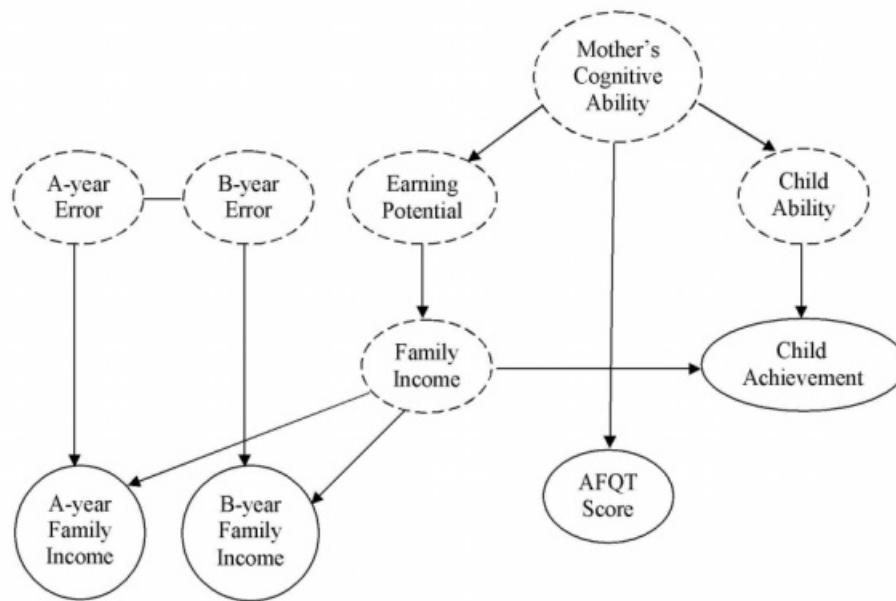 Mother's
Cognitive
Ability
A-year
Error
B-year
Error
Earning
Potential
Child
Ability
Family
Income
Child
Achievement
A-year
Family
Income
B-year
Family
Income
AFQT
Score